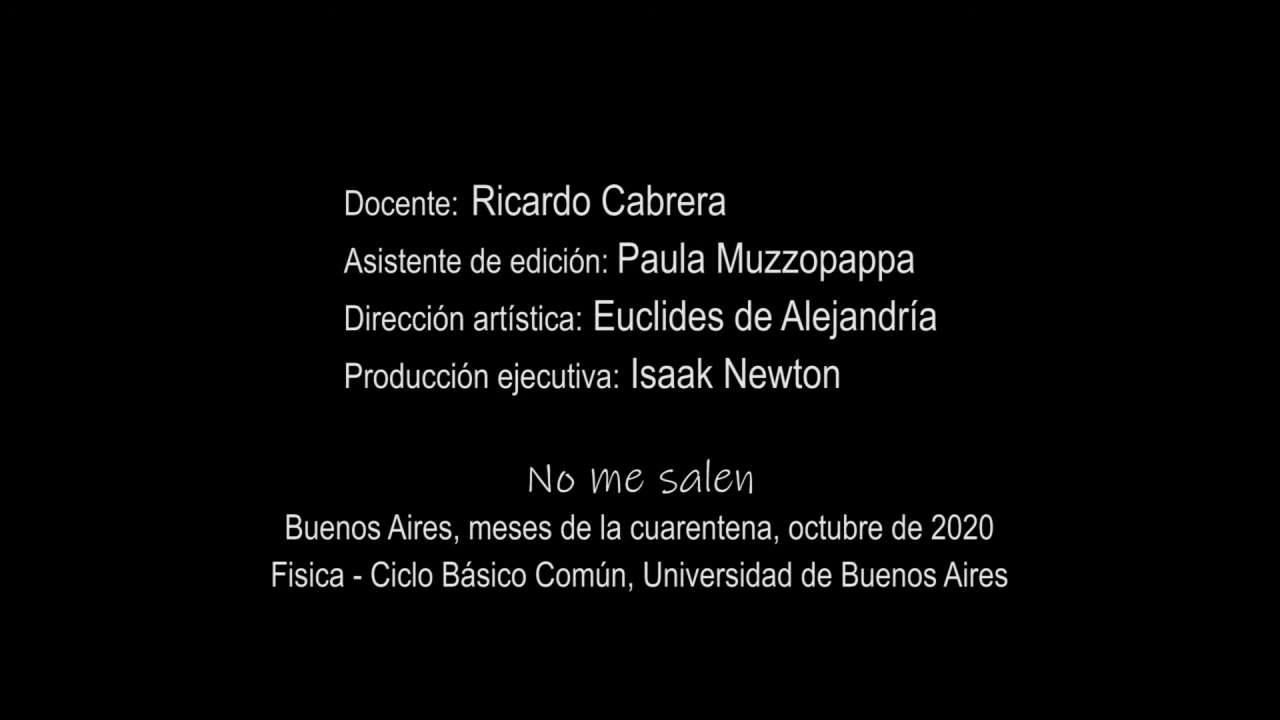 Docente: Ricardo Cabrera
Asistente de edición: Paula Muzzopappa
Dirección artística: Euclides de Alejandría
Producción ejecutiva: Isaak Newton
No me salen
Buenos Aires, meses de la cuarentena, octubre de 2020
Fisica - Ciclo Básico Común, Universidad de Buenos Aires